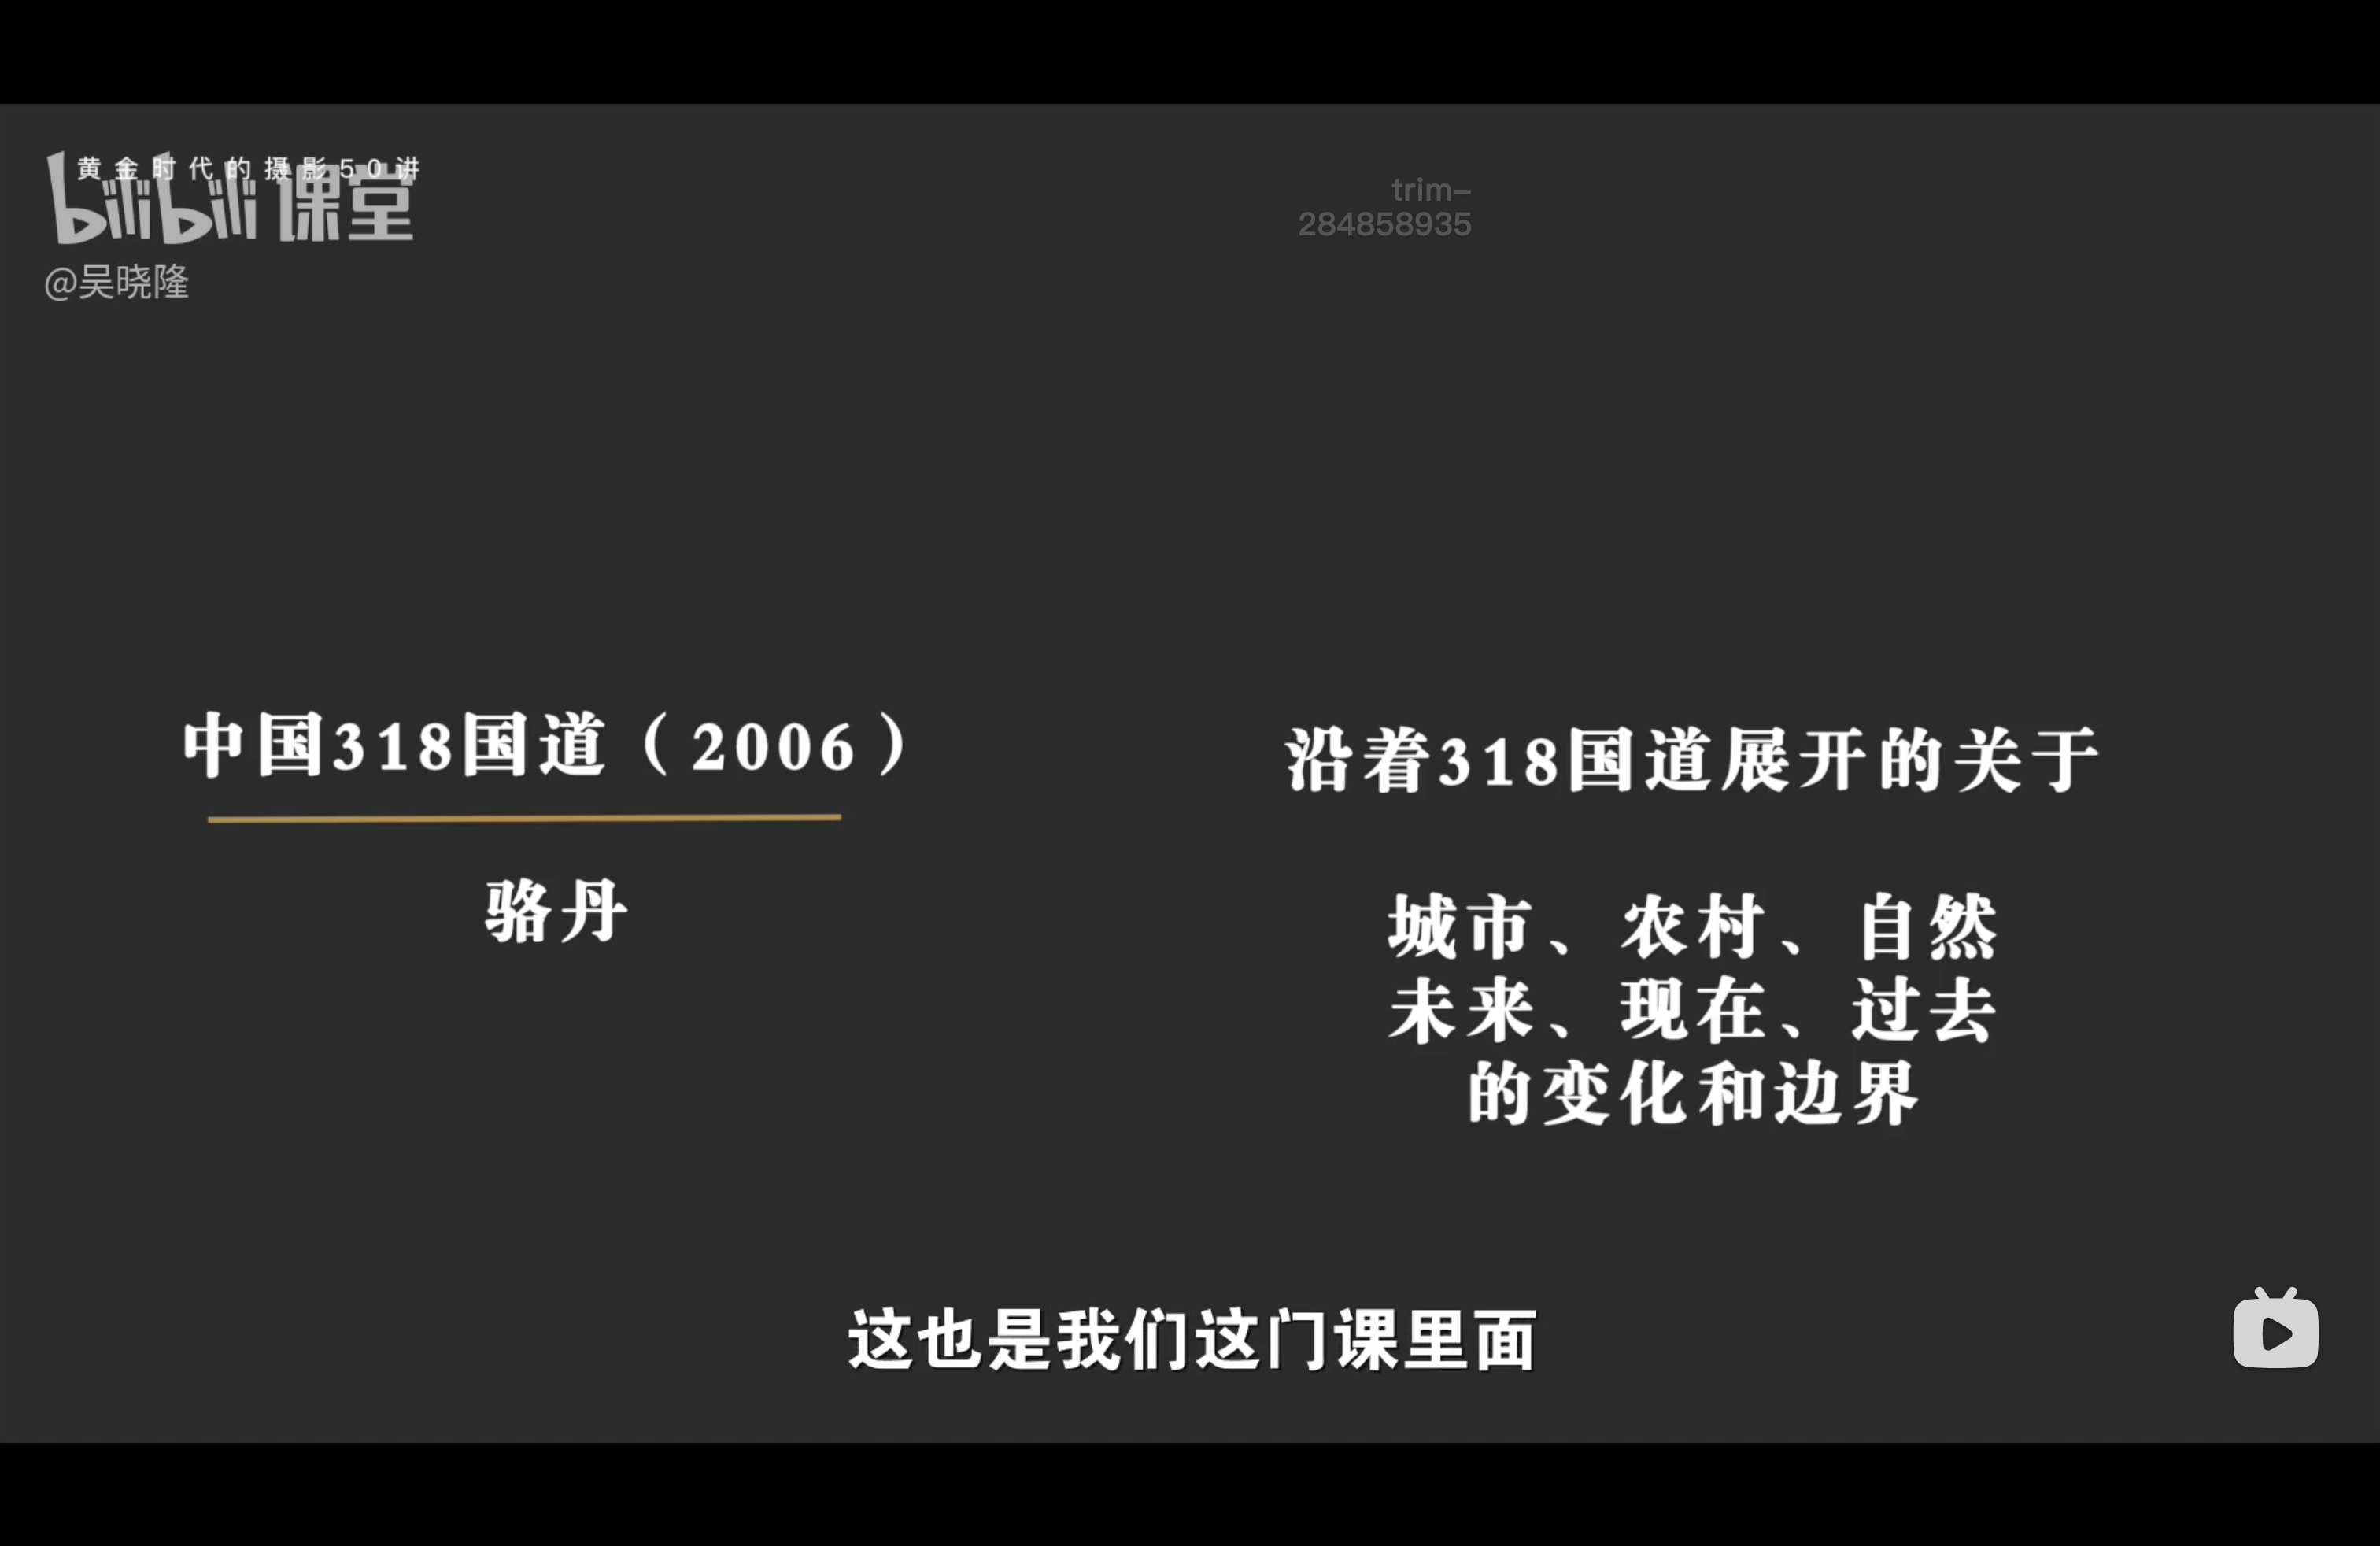 黄金时代的摄影50讲
bilibili课堂
@吴晓隆
trim-
284858935
中国318国道（2006）
骆丹
沿着318国道展开的关于
城市、农村、自然
未来、现在、过去
的变化和边界
这也是我们这门课里面